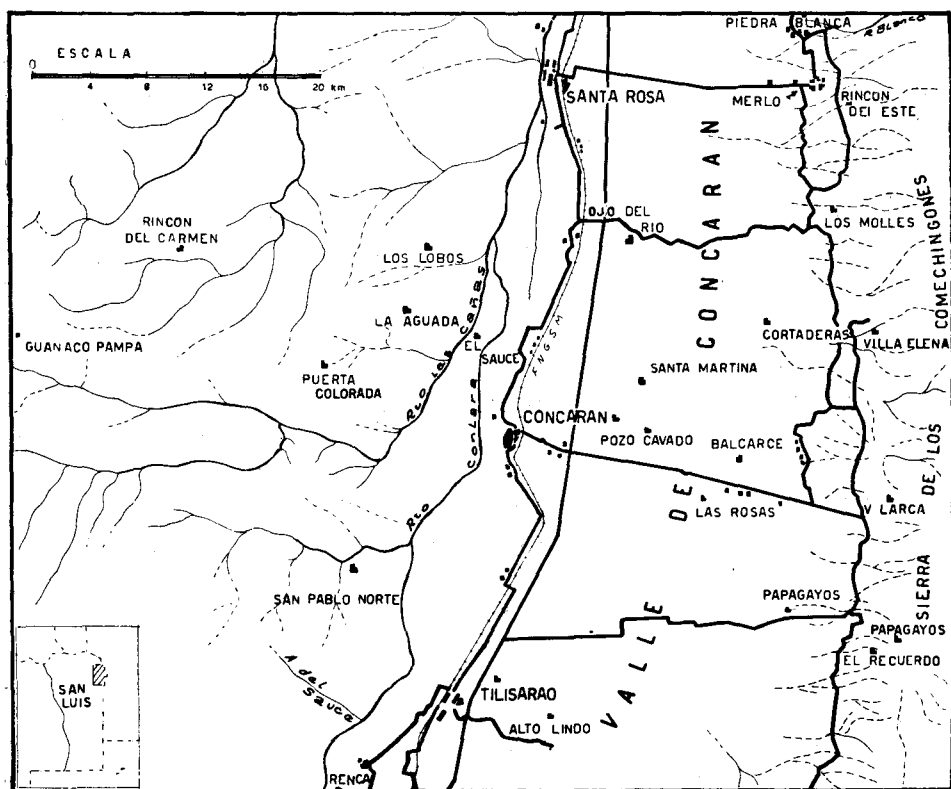 ESCALA
0
4 8 12 16 20 km
PIEDRA BLANCA
R. BLANCO
SANTA ROSA
MERLO
RINCON
DEL ESTE
OJO DEL
RIO
LOS MOLLES
RINCON
DEL CARMEN
LOS LOBOS
LA AGUADA
EL
SAUCE
GUANACO PAMPA
PUERTA
COLORADA
RIO LAS CAÑAS
RIO Conlara
F.N.G.S.M
CORTADERAS
VILLA ELENA
SANTA MARTINA
CONCARAN
POZO CAVADO
BALCARCE
LAS ROSAS
V LARCA
SAN PABLO NORTE
PAPAGAYOS
PAPAGAYOS
EL RECUERDO
A del
Sauce
TILISARAO
ALTO LINDO
RENCA
SAN
LUIS
VALLE DE CONCARAN
SIERRA DE LOS COMECHINGONES